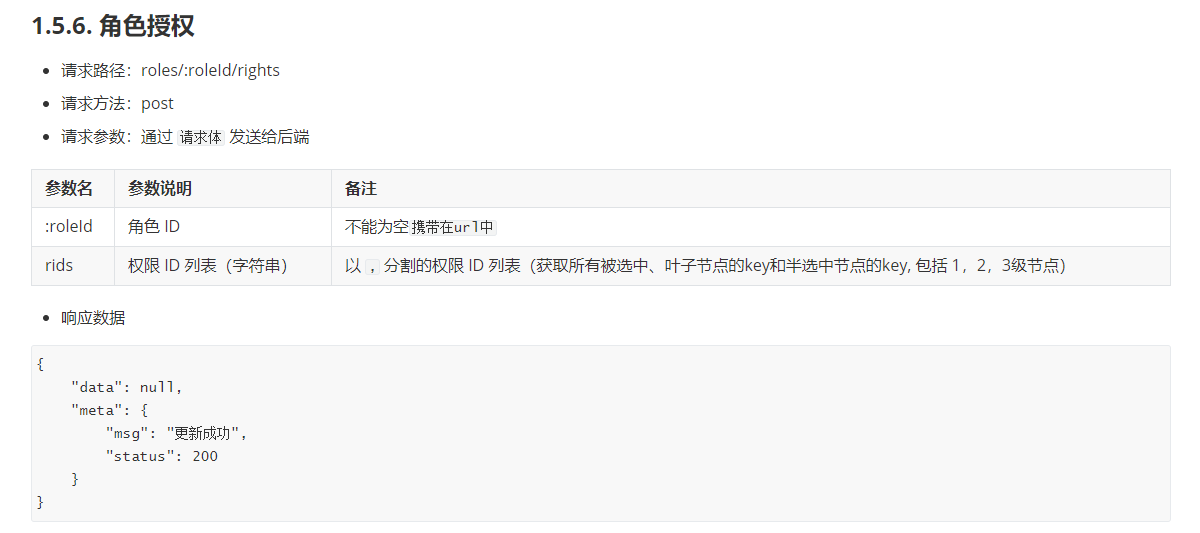 1.5.6. 角色授权
请求路径：roles/:roleId/rights
请求方法：post
请求参数：通过 请求体 发送给后端
参数名 参数说明 备注
:roleId 角色 ID 不能为空携带在url中
rids 权限 ID 列表（字符串） 以 , 分割的权限 ID 列表（获取所有被选中、叶子节点的key和半选中节点的key, 包括 1，2，3级节点）
响应数据
{
    "data": null,
    "meta": {
        "msg": "更新成功",
        "status": 200
    }
}